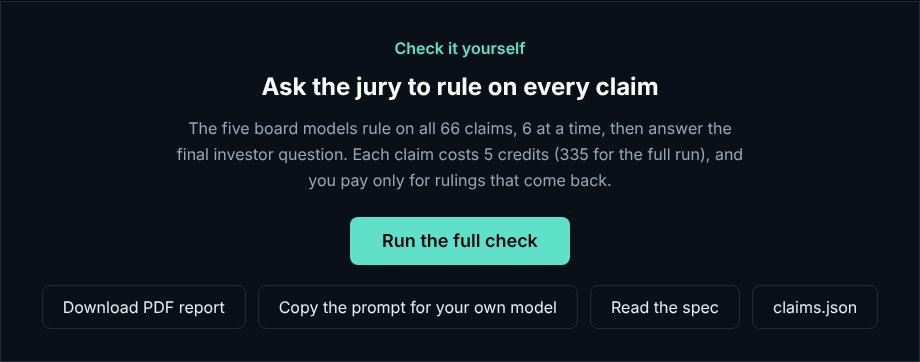 Check it yourself
Ask the jury to rule on every claim
The five board models rule on all 66 claims, 6 at a time, then answer the
final investor question. Each claim costs 5 credits (335 for the full run), and
you pay only for rulings that come back.
Run the full check
Download PDF report
Copy the prompt for your own model
Read the spec
claims.json